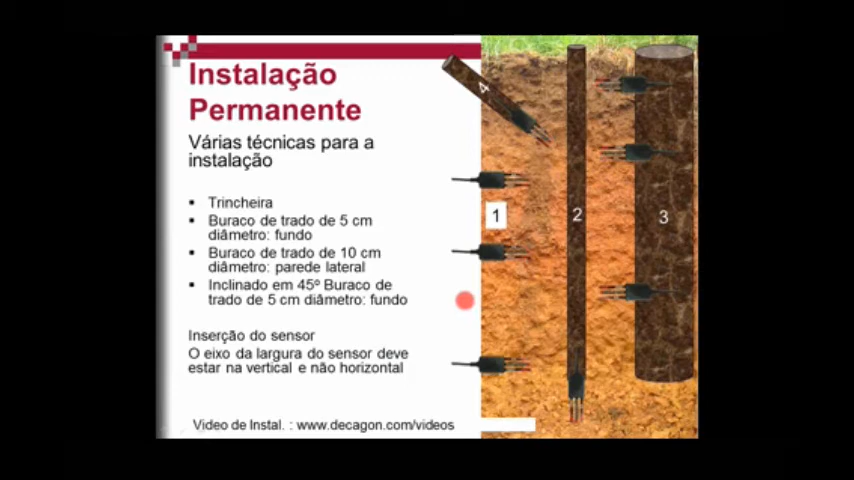 Instalação
Permanente
Várias técnicas para a
instalação
▪ Trincheira
▪ Buraco de trado de 5 cm
diâmetro: fundo
▪ Buraco de trado de 10 cm
diâmetro: parede lateral
▪ Inclinado em 45º Buraco de
trado de 5 cm diâmetro: fundo
Inserção do sensor
O eixo da largura do sensor deve
estar na vertical e não horizontal
Video de Instal. : www.decagon.com/videos
4
1
2
3